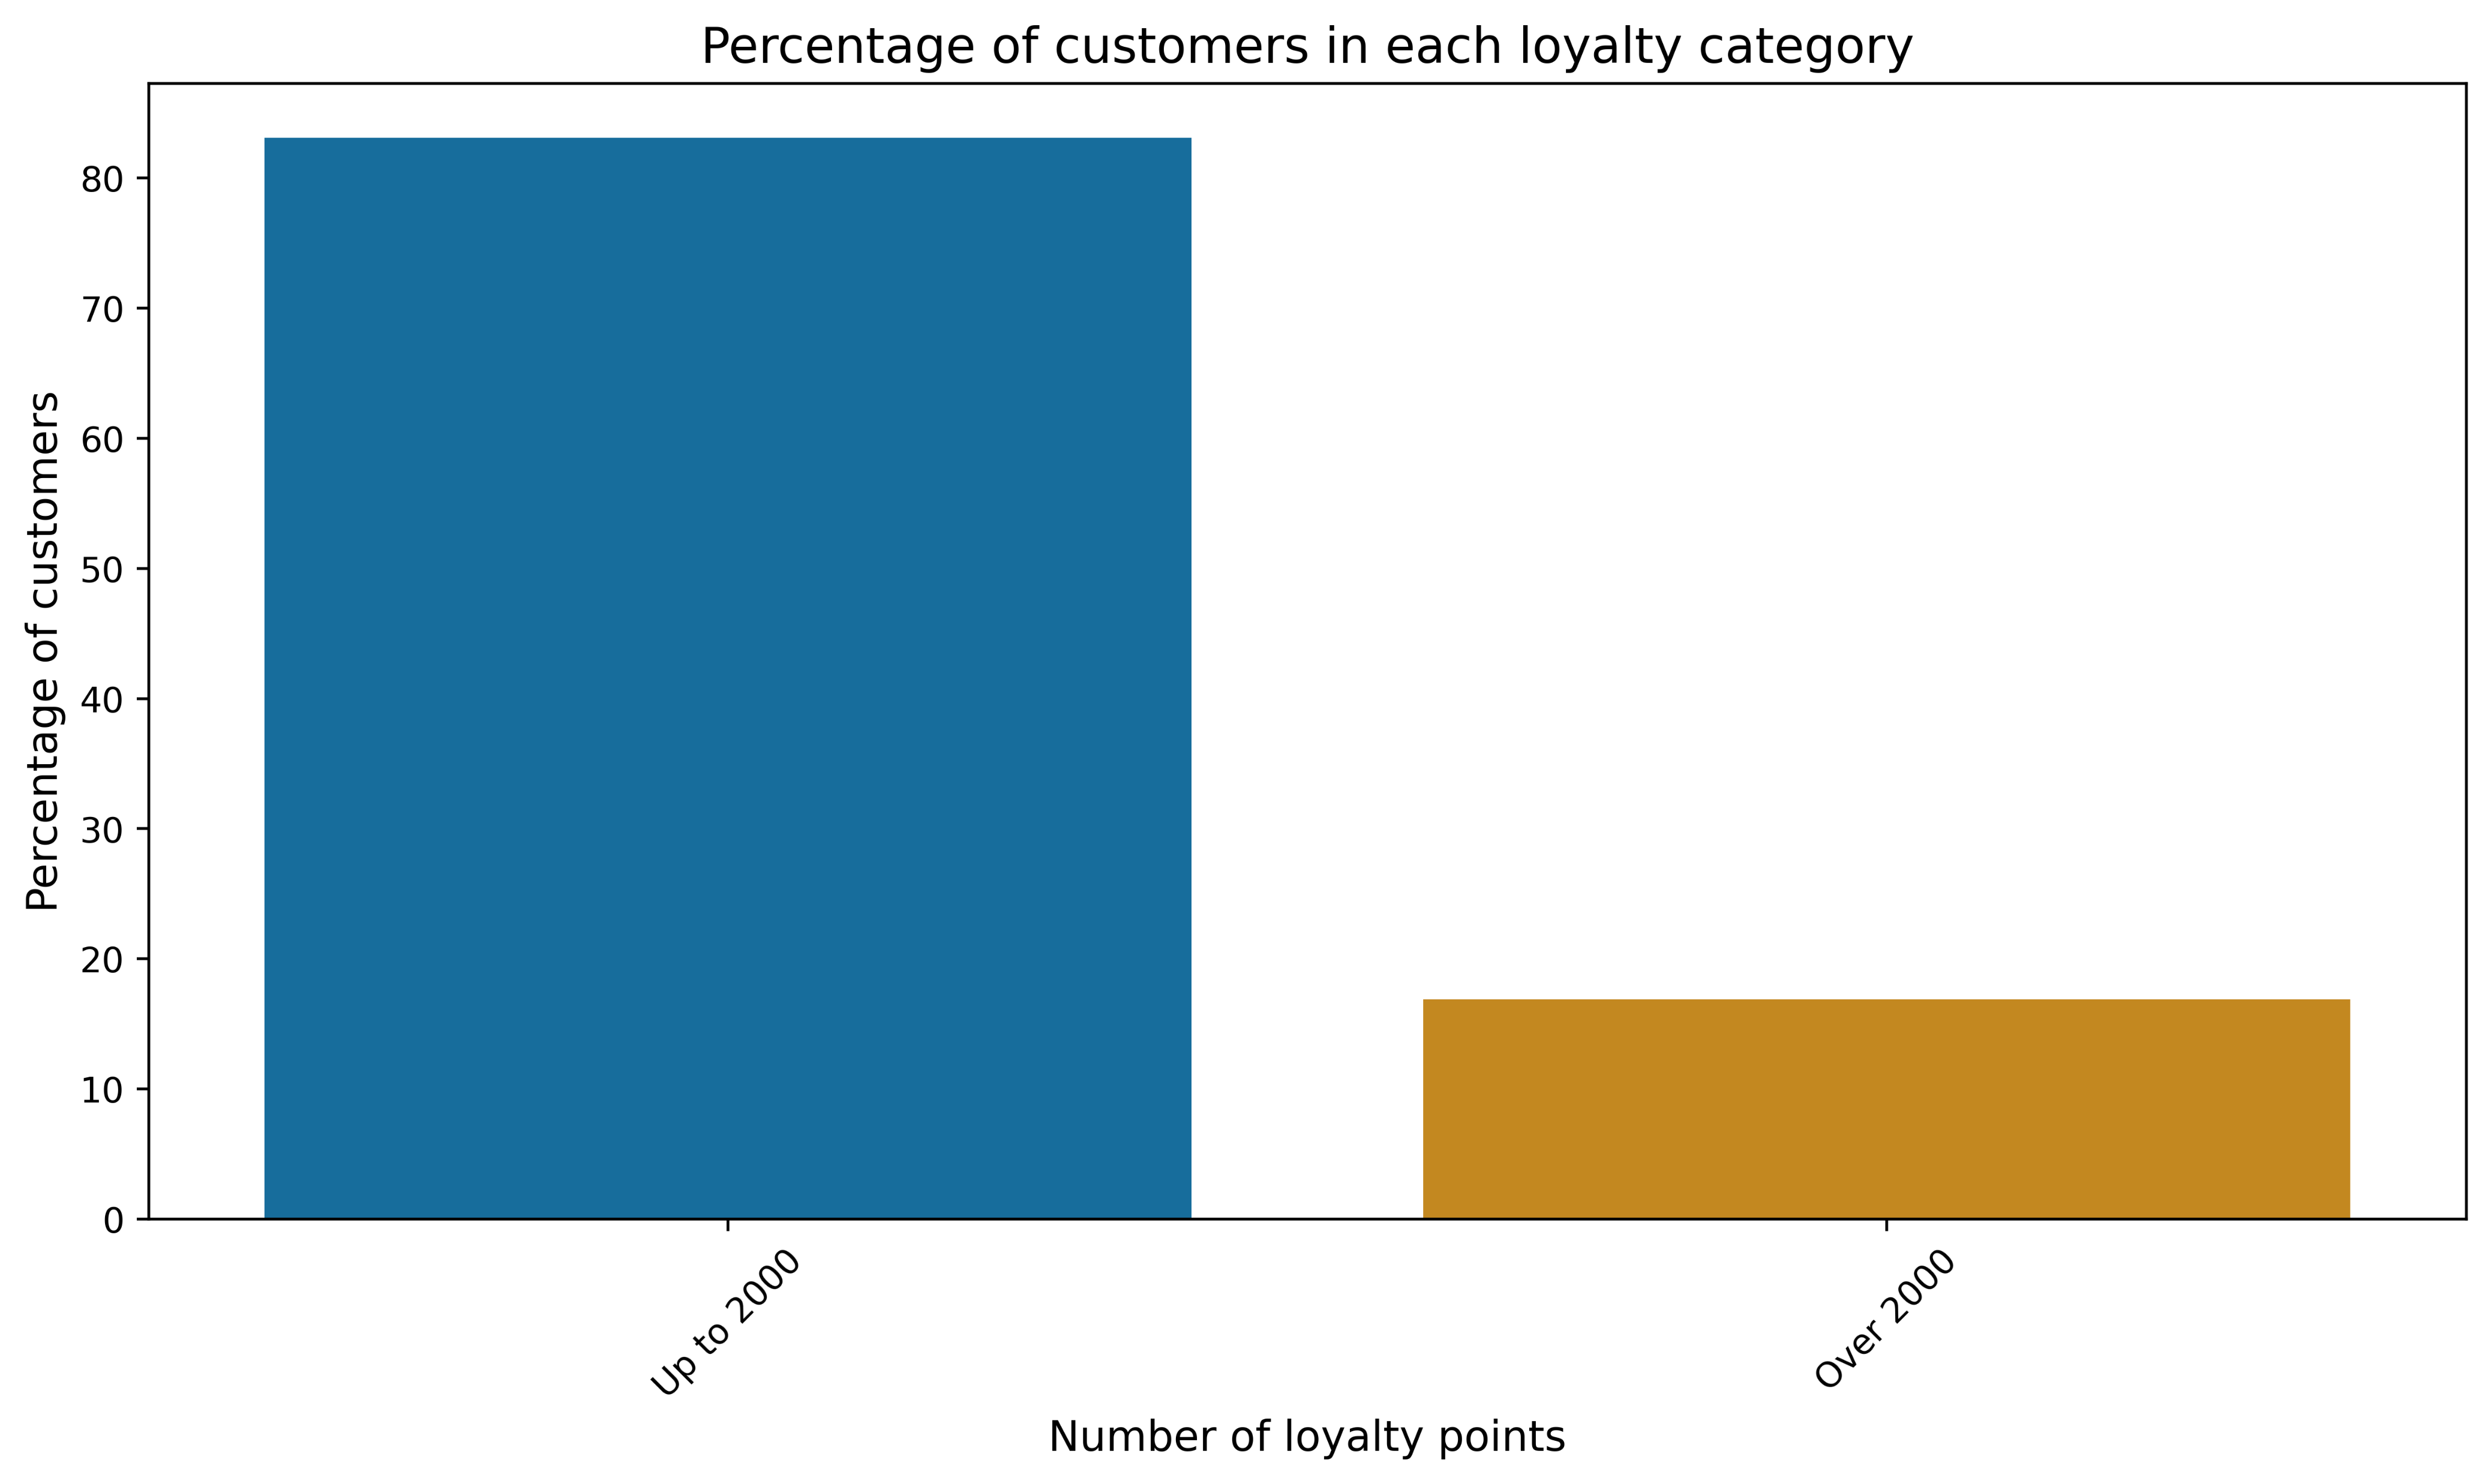 Percentage of customers in each loyalty category
Percentage of customers
80
70
60
50
40
30
20
10
0
Up to 2000
Over 2000
Number of loyalty points